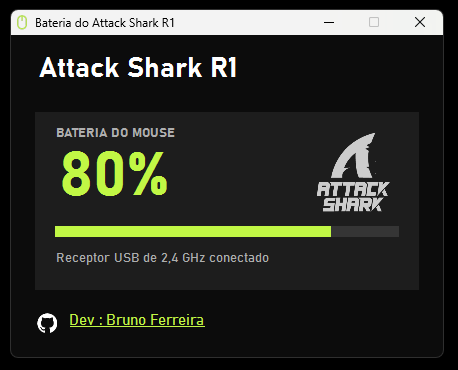 Bateria do Attack Shark R1
Attack Shark R1
BATERIA DO MOUSE
80%
ATTACK
SHARK
Receptor USB de 2,4 GHz conectado
Dev : Bruno Ferreira